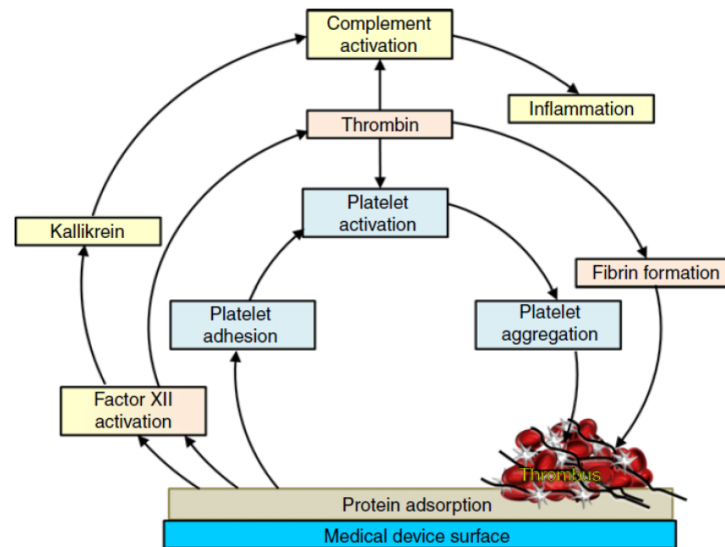 Complement
activation
Inflammation
Thrombin
Platelet
activation
Kallikrein
Fibrin formation
Platelet
adhesion
Platelet
aggregation
Factor XII
activation
Thrombus
Protein adsorption
Medical device surface